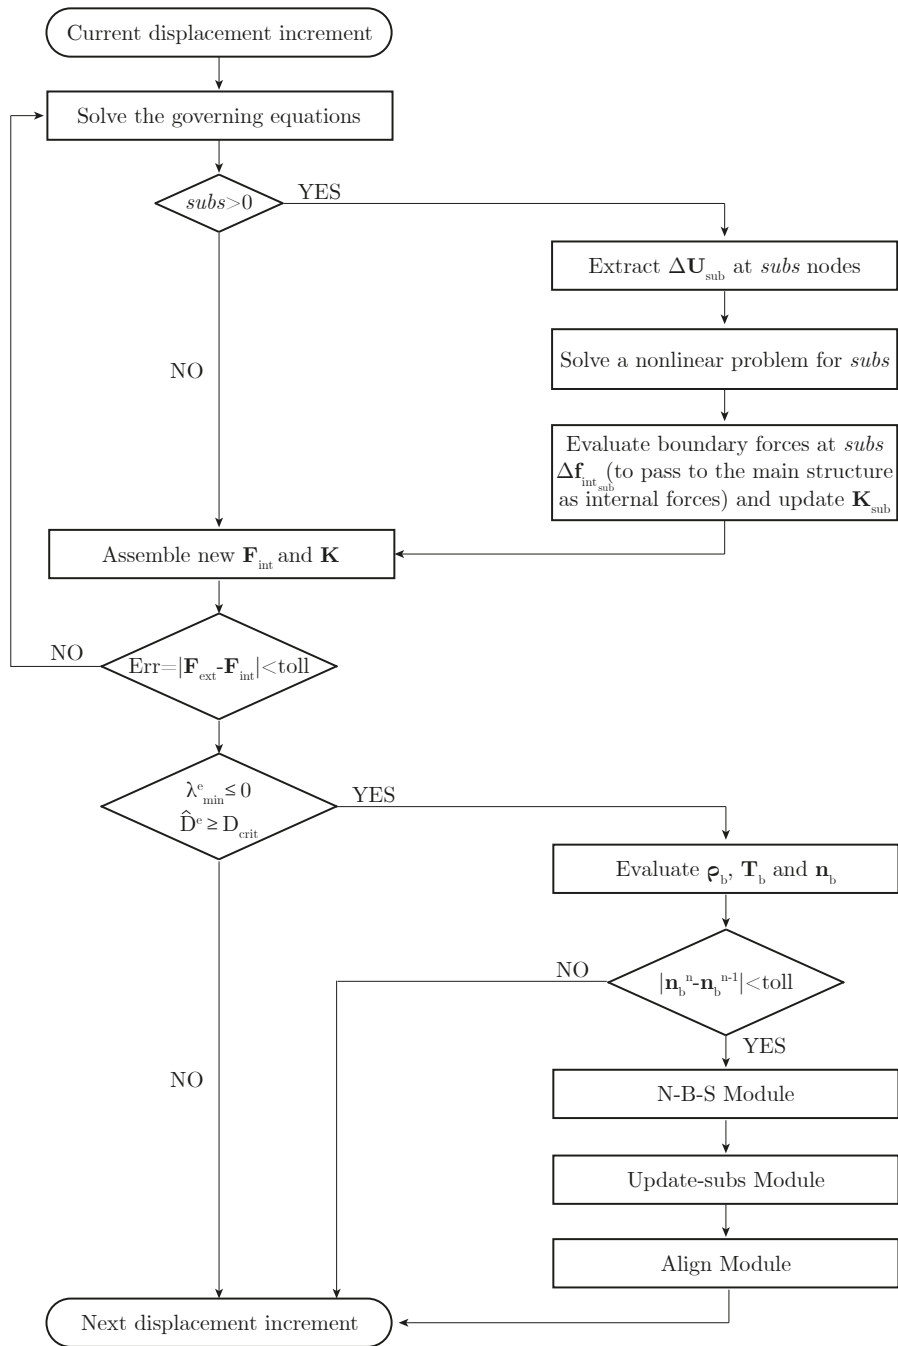 Current displacement increment
Solve the governing equations
subs>0
YES
Extract ΔU_sub at subs nodes
Solve a nonlinear problem for subs
NO
Evaluate boundary forces at subs
Δf_int_sub (to pass to the main structure
as internal forces) and update K_sub
Assemble new F_int and K
NO
Err=|F_ext-F_int|<toll
λ^e_min ≤ 0
D̂^e ≥ D_crit
YES
Evaluate ρ_b, T_b and n_b
NO
|n_b^n-n_b^n-1|<toll
YES
NO
N-B-S Module
Update-subs Module
Align Module
Next displacement increment